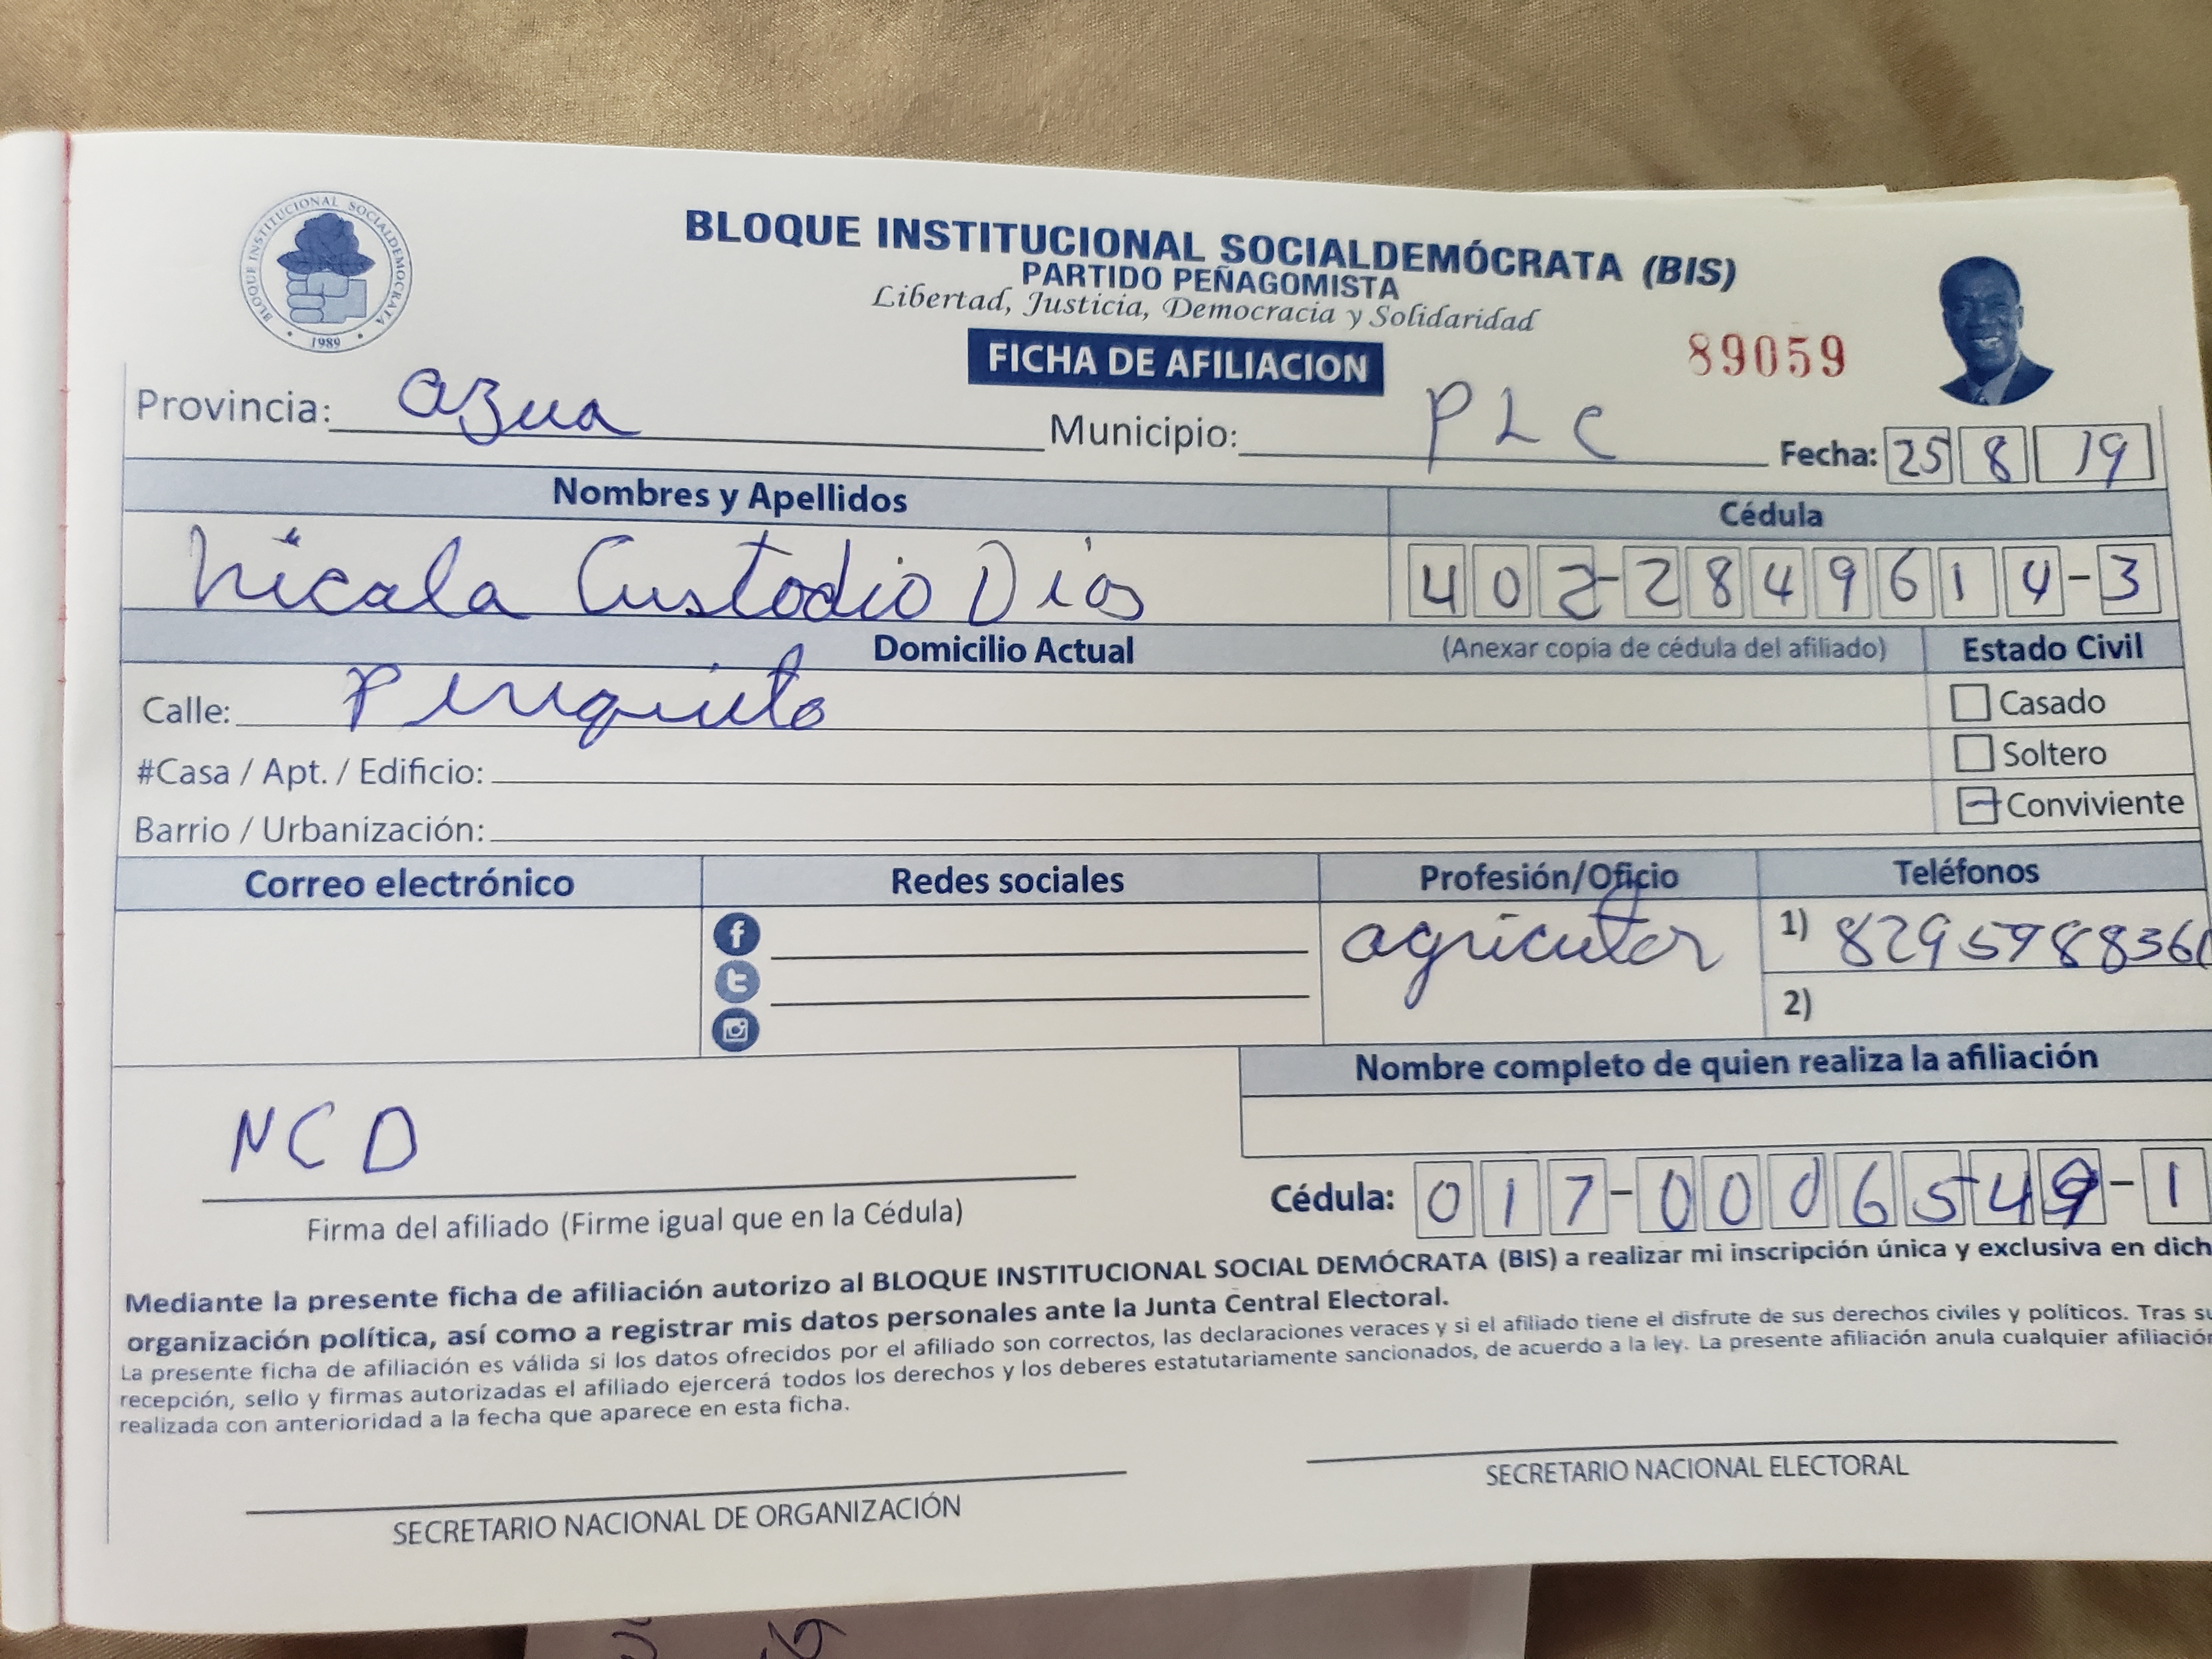 BLOQUE INSTITUCIONAL SOCIALDEMOCRATA
1989
BLOQUE INSTITUCIONAL SOCIALDEMÓCRATA (BIS)
PARTIDO PEÑAGOMISTA
Libertad, Justicia, Democracia y Solidaridad
FICHA DE AFILIACION
89059
Provincia: Azua Municipio: PLC Fecha: 25 8 19
Nombres y Apellidos Cédula
Nicala Custodio Dias 402-2849614-3
Domicilio Actual (Anexar copia de cédula del afiliado) Estado Civil
Calle: Periquito
Casado
#Casa / Apt. / Edificio:
Soltero
Barrio / Urbanización:
Conviviente
Correo electrónico Redes sociales Profesión/Oficio Teléfonos
agricutor 1) 829598836
2)
Nombre completo de quien realiza la afiliación
NCD
Cédula: 017-0006549-1
Firma del afiliado (Firme igual que en la Cédula)
Mediante la presente ficha de afiliación autorizo al BLOQUE INSTITUCIONAL SOCIAL DEMÓCRATA (BIS) a realizar mi inscripción única y exclusiva en dich
organización política, así como a registrar mis datos personales ante la Junta Central Electoral.
La presente ficha de afiliación es válida si los datos ofrecidos por el afiliado son correctos, las declaraciones veraces y si el afiliado tiene el disfrute de sus derechos civiles y políticos. Tras su
recepción, sello y firmas autorizadas el afiliado ejercerá todos los derechos y los deberes estatutariamente sancionados, de acuerdo a la ley. La presente afiliación anula cualquier afiliación
realizada con anterioridad a la fecha que aparece en esta ficha.
SECRETARIO NACIONAL DE ORGANIZACIÓN
SECRETARIO NACIONAL ELECTORAL